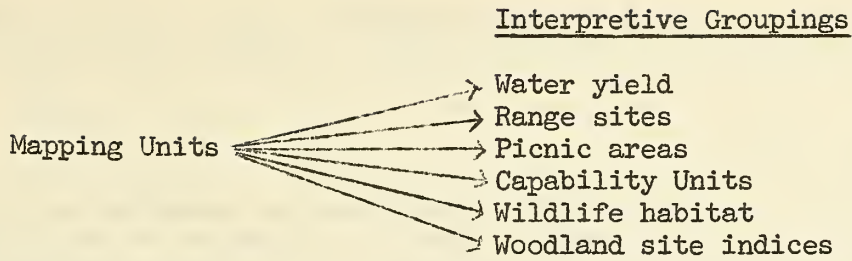 Interpretive Groupings
Water yield
Range sites
Mapping Units
Picnic areas
Capability Units
Wildlife habitat
Woodland site indices